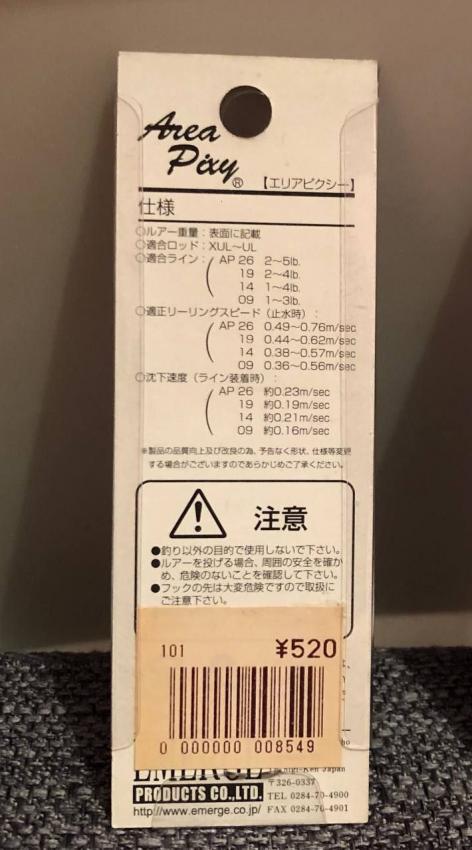 Area
Pixy®
【エリアピクシー】
仕様
○ルアー重量：表面に記載
○適合ロッド：XUL〜UL
○適合ライン：
AP 26 2〜5lb.
19 2〜4lb.
14 1〜4lb.
09 1〜3lb.
○適正リーリングスピード（止水時）：
AP 26 0.49〜0.76m/sec
19 0.44〜0.62m/sec
14 0.38〜0.57m/sec
09 0.36〜0.56m/sec
○沈下速度（ライン装着時）：
AP 26 約0.23m/sec
19 約0.19m/sec
14 約0.21m/sec
09 約0.16m/sec
※製品の品質向上及び改良の為、予告なく形状、仕様等変更
する場合がございますのであらかじめご了承ください。
注意
●釣り以外の目的で使用しないで下さい。
●ルアーを投げる場合、周囲の安全を確か
め、危険のないことを確認して下さい。
●フックの先は大変危険ですので取扱に
ご注意下さい。
101 ¥520
0 000000 008549
Japan
EMERGE
〒326-0337
PRODUCTS CO.,LTD. TEL 0284-70-4900
http://www.emerge.co.jp/ FAX 0284-70-4901